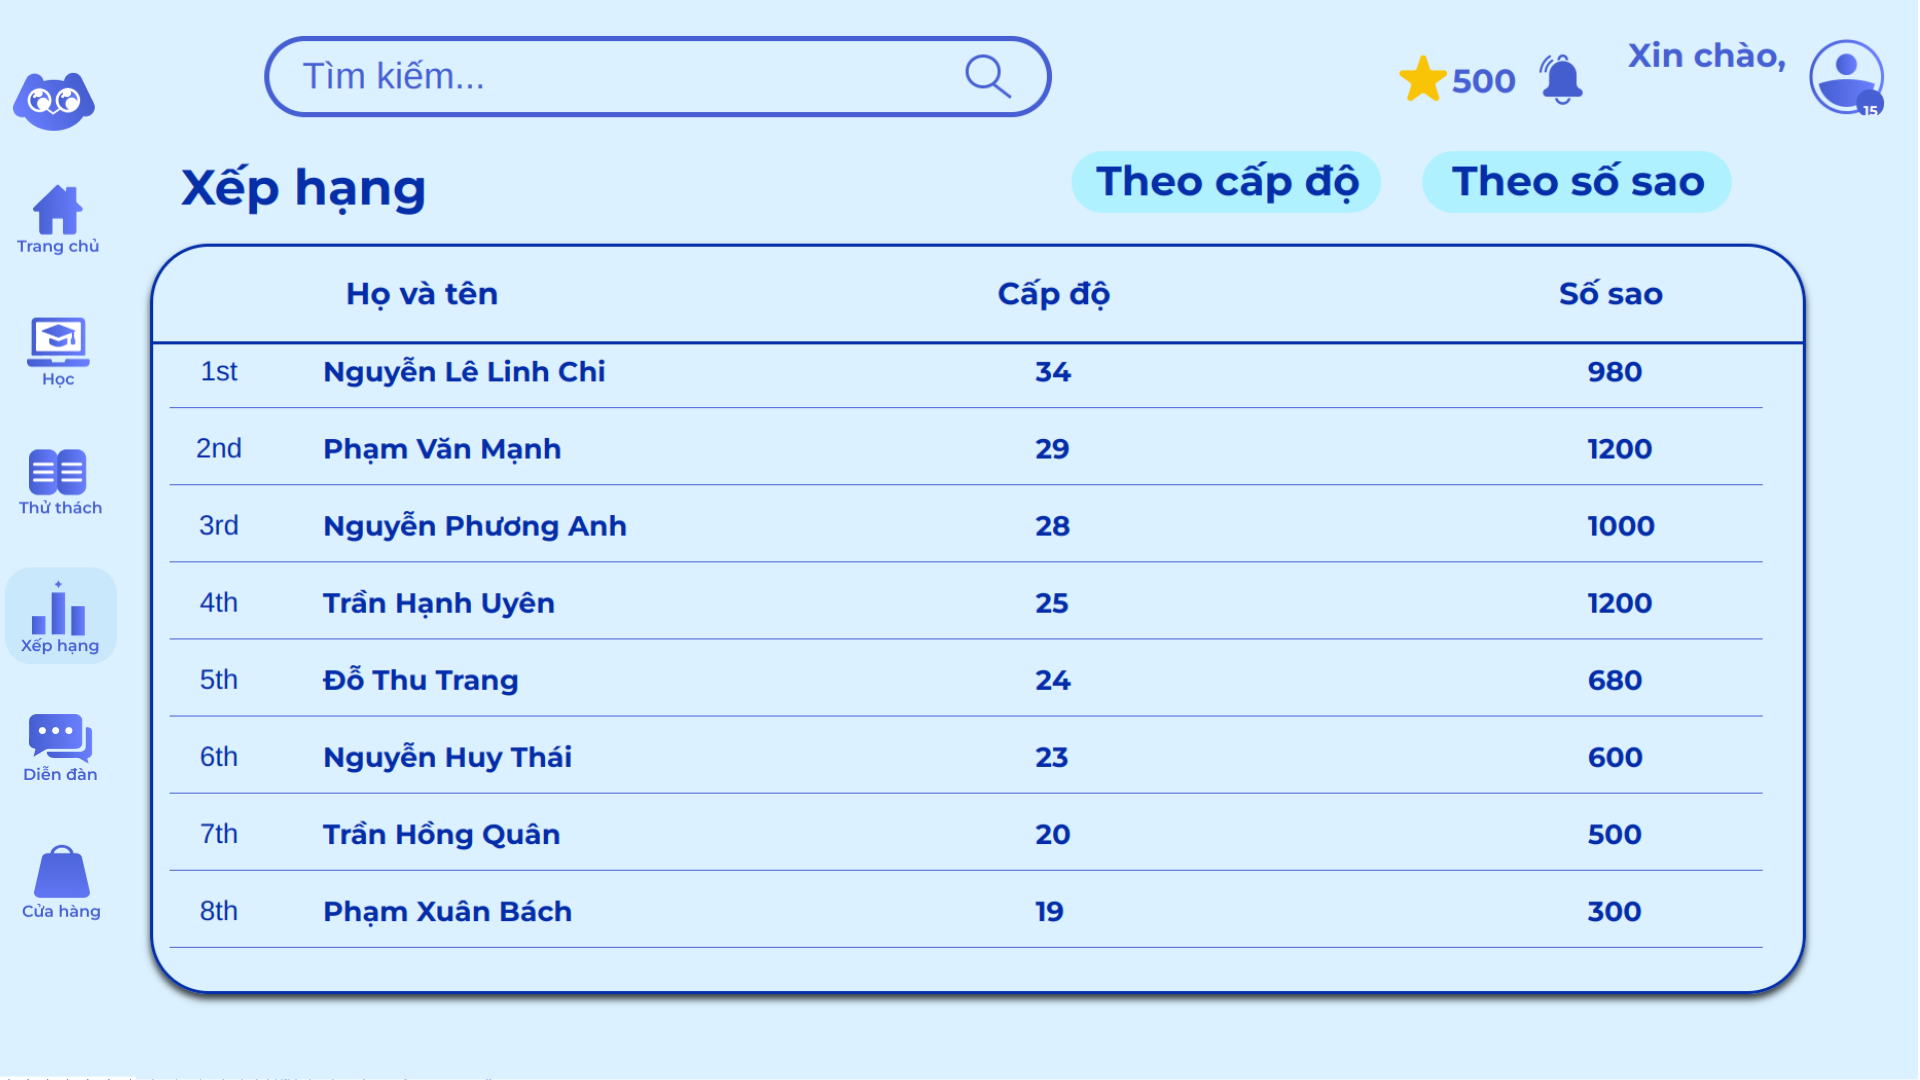 Tìm kiếm...
500
Xin chào,
15
Xếp hạng
Theo cấp độ
Theo số sao
Trang chủ
Học
Thử thách
Xếp hạng
Diễn đàn
Cửa hàng
Họ và tên Cấp độ Số sao
1st Nguyễn Lê Linh Chi 34 980
2nd Phạm Văn Mạnh 29 1200
3rd Nguyễn Phương Anh 28 1000
4th Trần Hạnh Uyên 25 1200
5th Đỗ Thu Trang 24 680
6th Nguyễn Huy Thái 23 600
7th Trần Hồng Quân 20 500
8th Phạm Xuân Bách 19 300